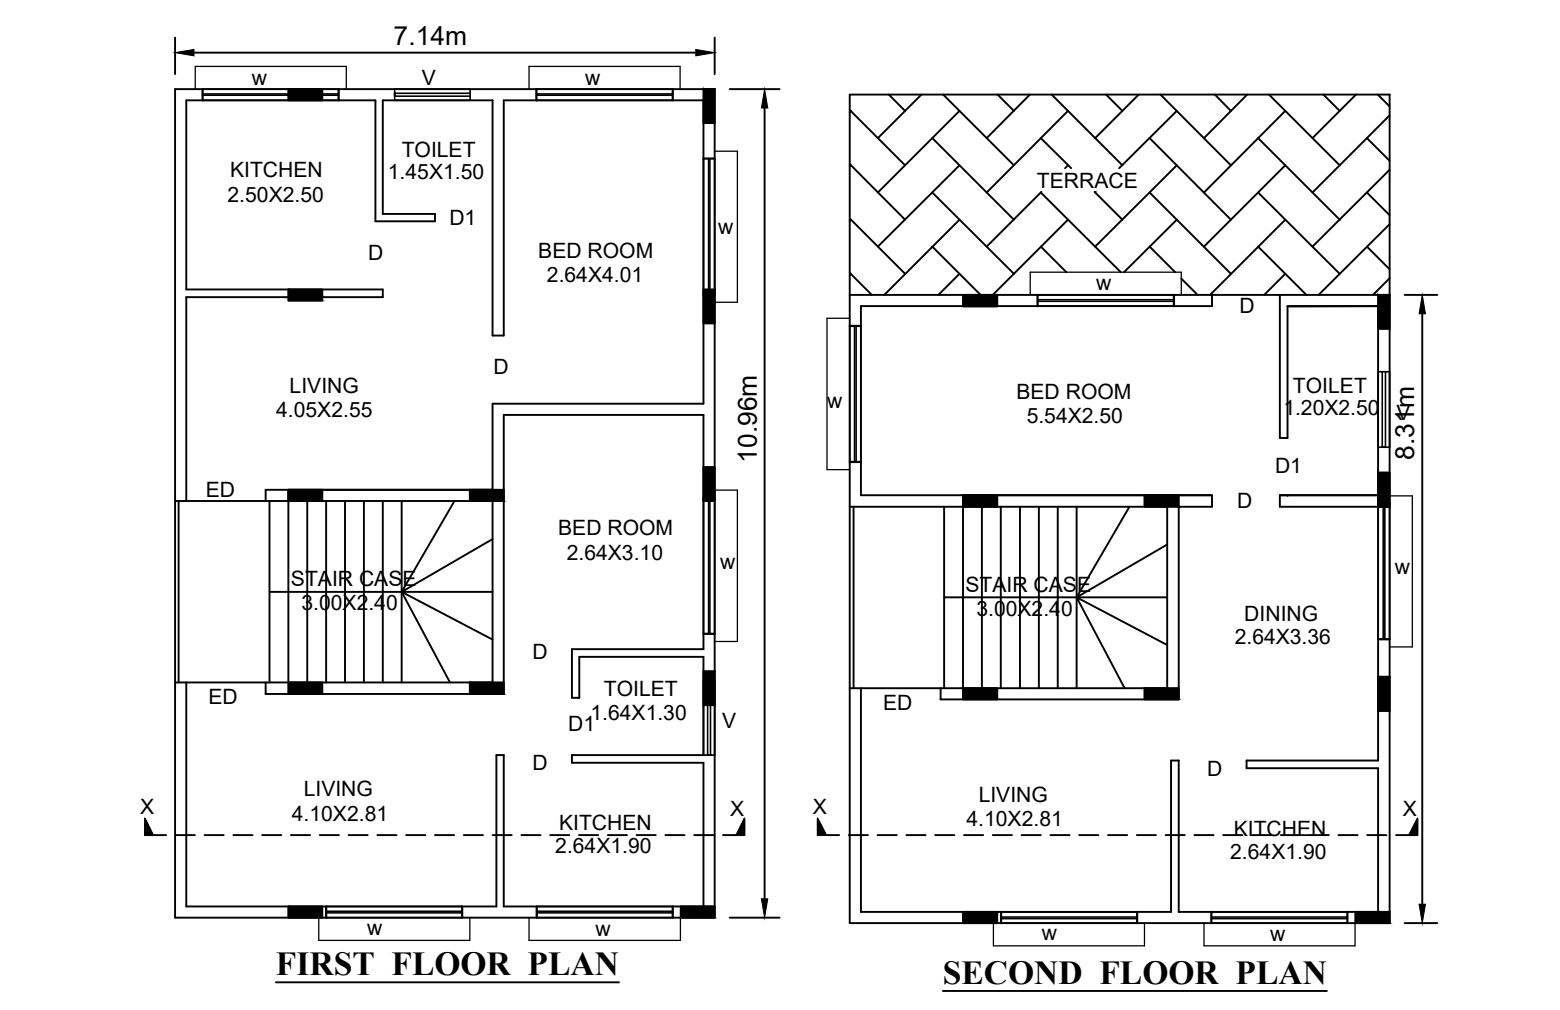 7.14m
w
V
w
KITCHEN
2.50X2.50
TOILET
1.45X1.50
D1
D
BED ROOM
2.64X4.01
w
LIVING
4.05X2.55
D
10.96m
ED
STAIR CASE
3.00X2.40
BED ROOM
2.64X3.10
w
ED
D
TOILET
1.64X1.30
D1
V
D
LIVING
4.10X2.81
KITCHEN
2.64X1.90
X
X
w
w
FIRST FLOOR PLAN
TERRACE
w
D
w
BED ROOM
5.54X2.50
TOILET
1.20X2.50
V
8.31m
D1
D
STAIR CASE
3.00X2.40
w
DINING
2.64X3.36
ED
D
LIVING
4.10X2.81
KITCHEN
2.64X1.90
X
X
w
w
SECOND FLOOR PLAN